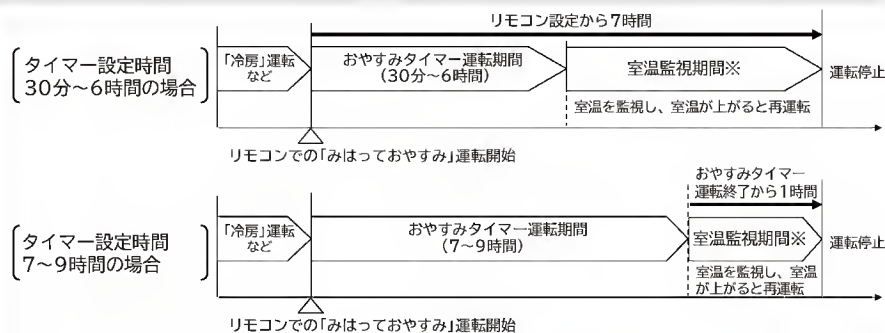 リモコン設定から7時間
タイマー設定時間
30分～6時間の場合
「冷房」運転
など
おやすみタイマー運転期間
(30分～6時間)
室温監視期間※
運転停止
室温を監視し、室温が上がると再運転
リモコンでの「みはっておやすみ」運転開始
おやすみタイマー
運転終了から1時間
タイマー設定時間
7～9時間の場合
「冷房」運転
など
おやすみタイマー運転期間
(7～9時間)
室温監視期間※
運転停止
室温を監視し、室温
が上がると再運転
リモコンでの「みはっておやすみ」運転開始